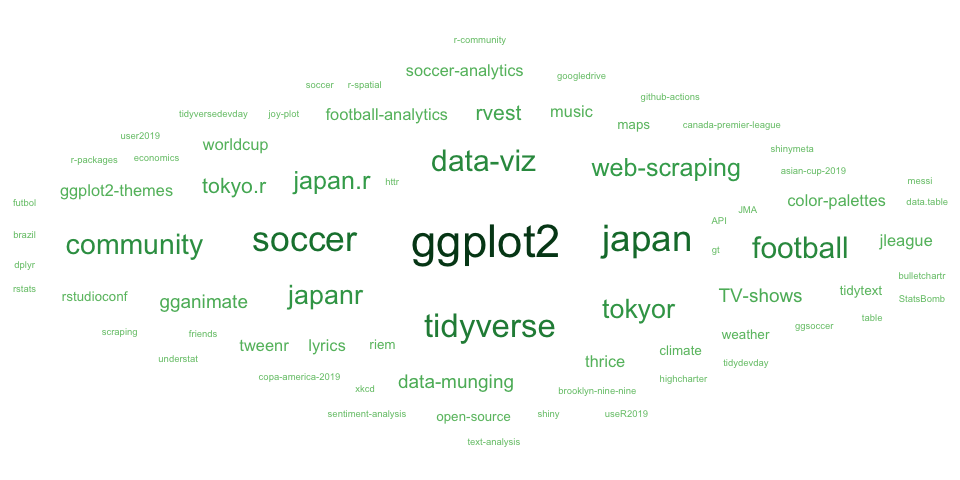 r-community
soccer-analytics
googledrive
soccer
r-spatial
github-actions
tidyversedevday
joy-plot
football-analytics
rvest
music
maps
canada-premier-league
user2019
worldcup
shinymeta
r-packages
economics
data-viz
web-scraping
asian-cup-2019
ggplot2-themes
tokyo.r
japan.r
httr
messi
futbol
color-palettes
data.table
JMA
API
brazil
community
soccer
ggplot2
japan
gt
football
jleague
dplyr
bulletchartr
rstats
rstudioconf
gganimate
japanr
tokyor
TV-shows
tidytext
StatsBomb
scraping
friends
tidyverse
ggsoccer
table
weather
understat
tweenr
lyrics
riem
thrice
climate
tidydevday
copa-america-2019
xkcd
data-munging
brooklyn-nine-nine
highcharter
sentiment-analysis
open-source
shiny
useR2019
text-analysis